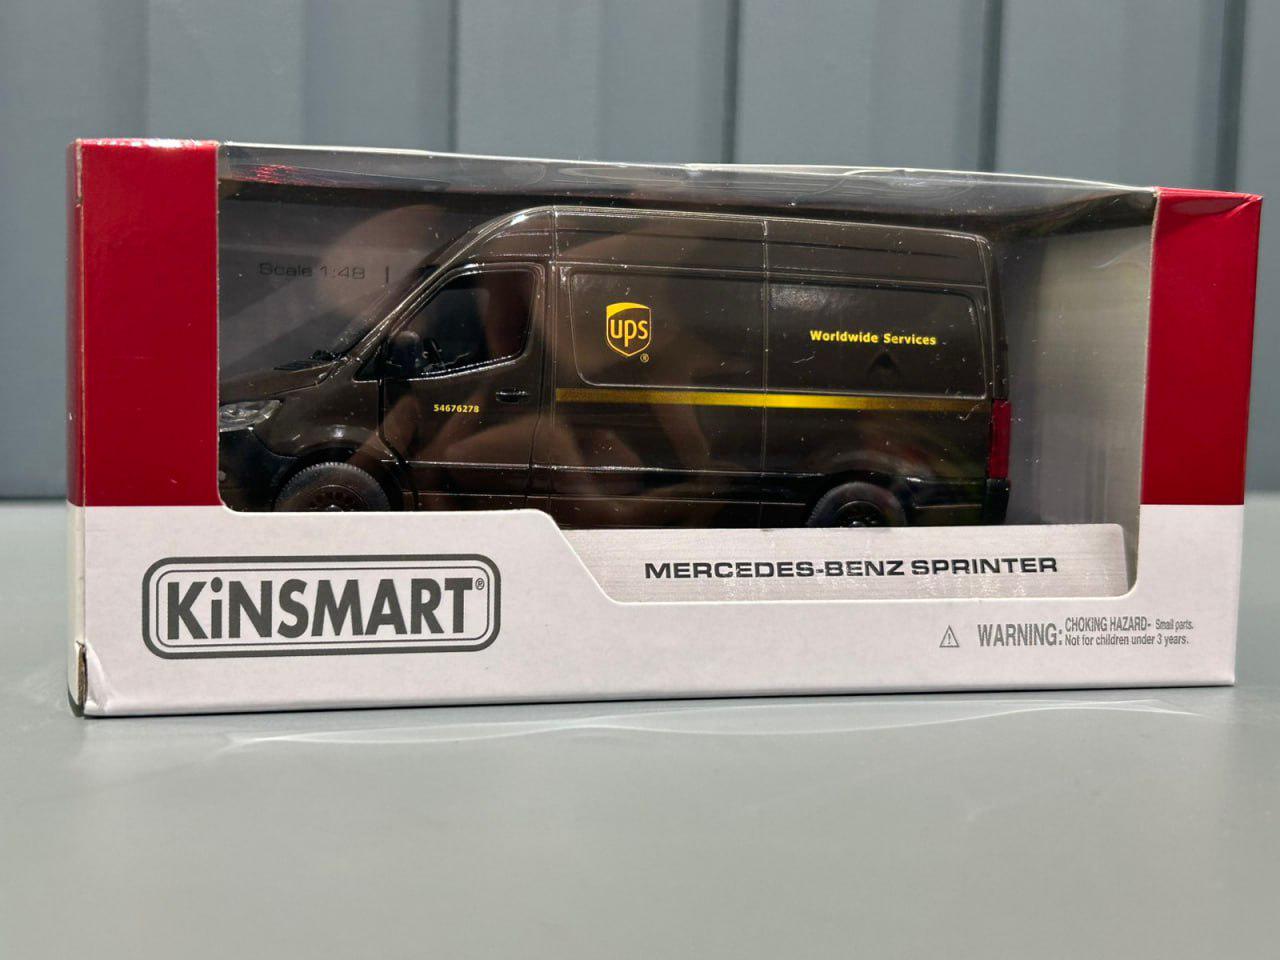 Scale 1:48
ups
®
Worldwide Services
54676278
MERCEDES-BENZ SPRINTER
KiNSMART®
WARNING: CHOKING HAZARD- Small parts.
Not for children under 3 years.